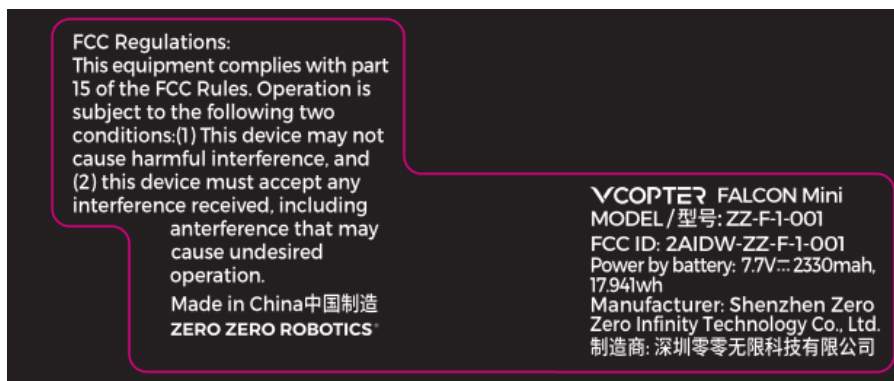 FCC Regulations:
This equipment complies with part
15 of the FCC Rules. Operation is
subject to the following two
conditions:(1) This device may not
cause harmful interference, and
(2) this device must accept any
interference received, including
anterference that may
cause undesired
operation.
Made in China中国制造
ZERO ZERO ROBOTICS
VCOPTER FALCON Mini
MODEL/型号: ZZ-F-1-001
FCC ID: 2AIDW-ZZ-F-1-001
Power by battery: 7.7V⎓2330mah,
17.941wh
Manufacturer: Shenzhen Zero
Zero Infinity Technology Co., Ltd.
制造商: 深圳零零无限科技有限公司